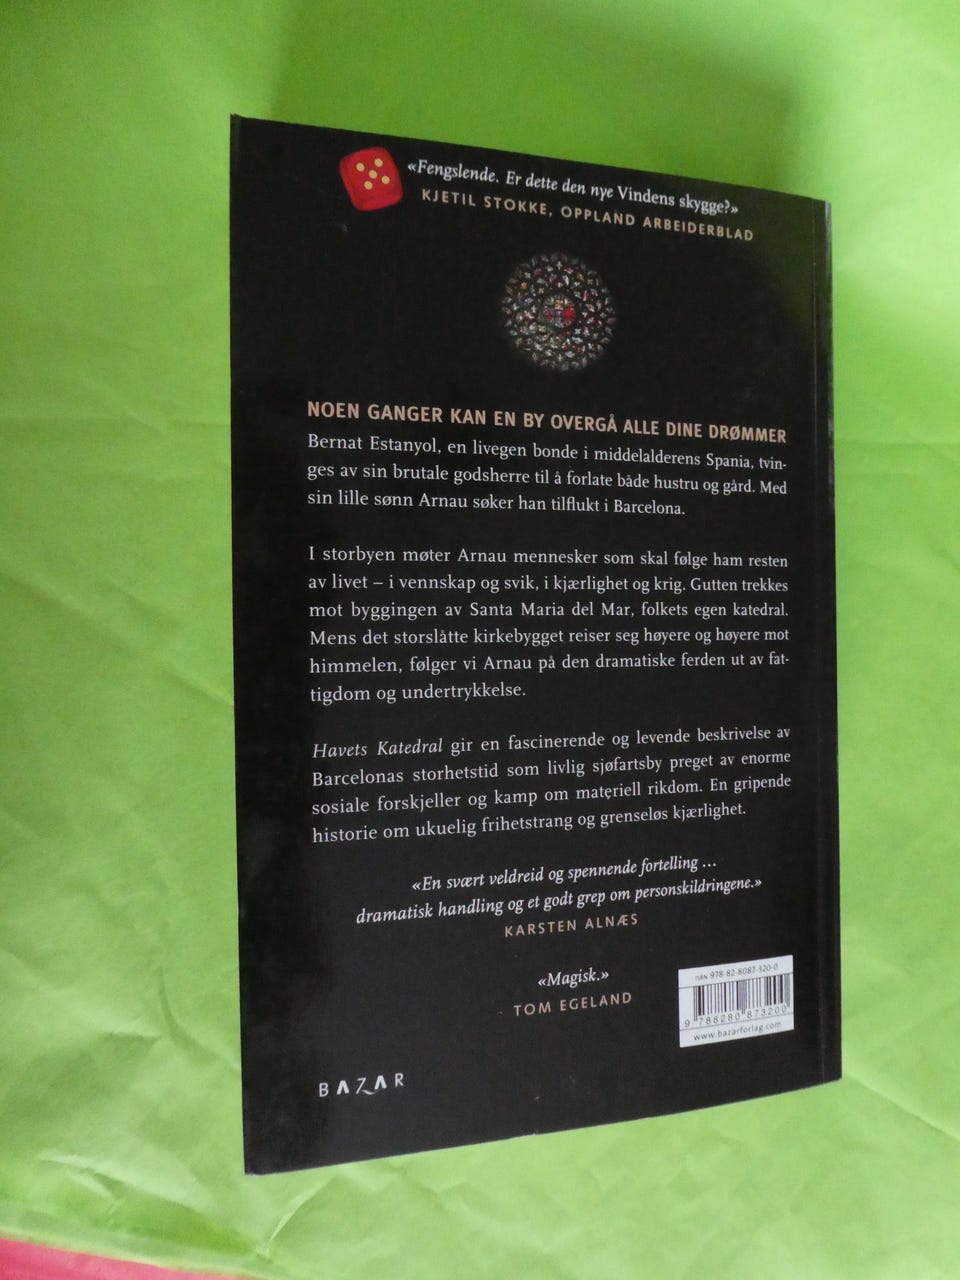 «Fengslende. Er dette den nye Vindens skygge?»
KJETIL STOKKE, OPPLAND ARBEIDERBLAD
NOEN GANGER KAN EN BY OVERGÅ ALLE DINE DRØMMER
Bernat Estanyol, en livegen bonde i middelalderens Spania, tvin-
ges av sin brutale godsherre til å forlate både hustru og gård. Med
sin lille sønn Arnau søker han tilflukt i Barcelona.
I storbyen møter Arnau mennesker som skal følge ham resten
av livet – i vennskap og svik, i kjærlighet og krig. Gutten trekkes
mot byggingen av Santa Maria del Mar, folkets egen katedral.
Mens det storslåtte kirkebygget reiser seg høyere og høyere mot
himmelen, følger vi Arnau på den dramatiske ferden ut av fat-
tigdom og undertrykkelse.
Havets Katedral gir en fascinerende og levende beskrivelse av
Barcelonas storhetstid som livlig sjøfartsby preget av enorme
sosiale forskjeller og kamp om materiell rikdom. En gripende
historie om ukuelig frihetstrang og grenseløs kjærlighet.
«En svært veldreid og spennende fortelling ...
dramatisk handling og et godt grep om personskildringene.»
KARSTEN ALNÆS
«Magisk.»
TOM EGELAND
ISBN 978-82-8087-320-0
9 788280 873200
www.bazarforlag.com
BAZAR